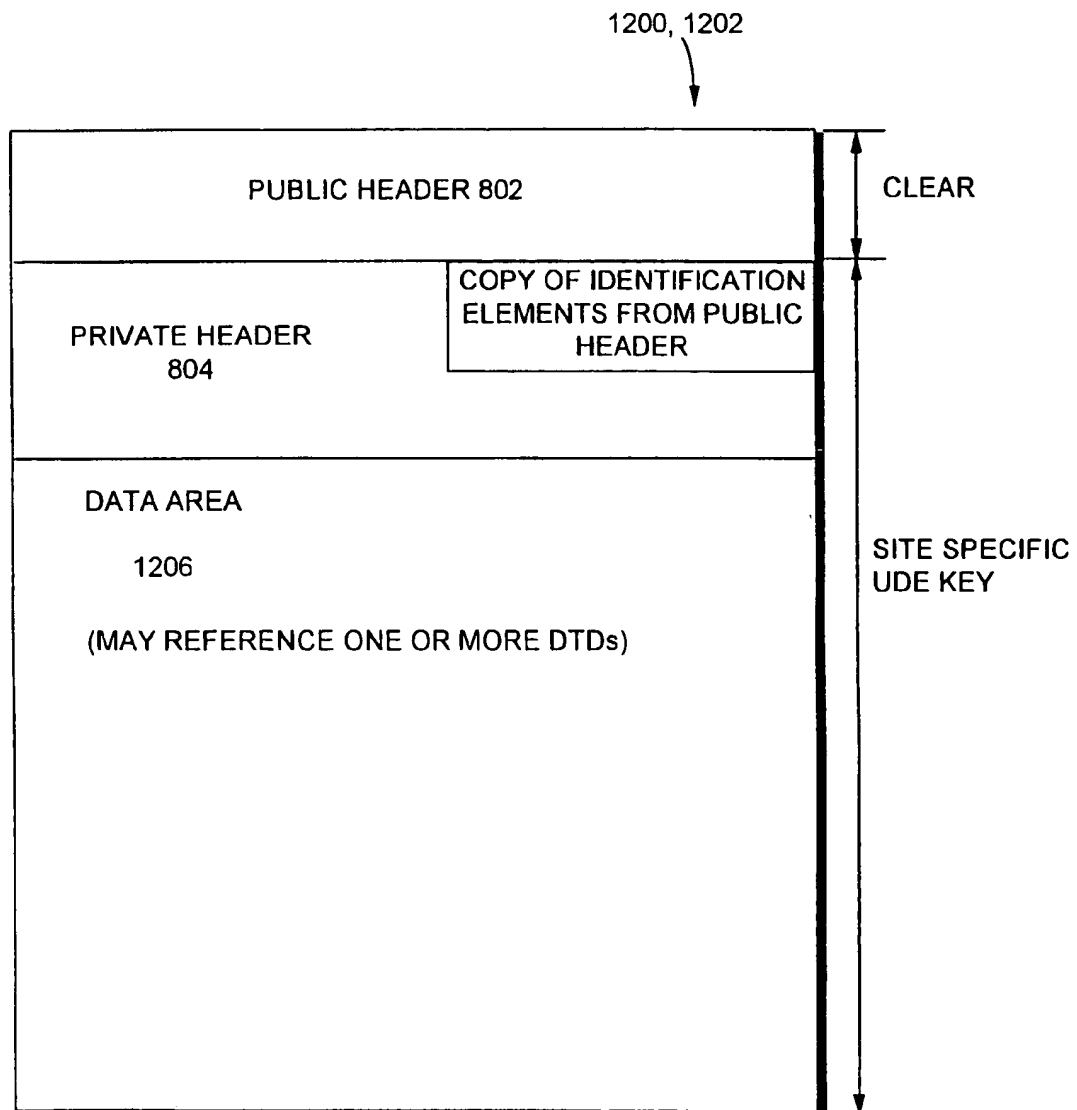 1200, 1202
PUBLIC HEADER 802
CLEAR
COPY OF IDENTIFICATION
ELEMENTS FROM PUBLIC
HEADER
PRIVATE HEADER
804
DATA AREA
1206
(MAY REFERENCE ONE OR MORE DTDs)
SITE SPECIFIC
UDE KEY